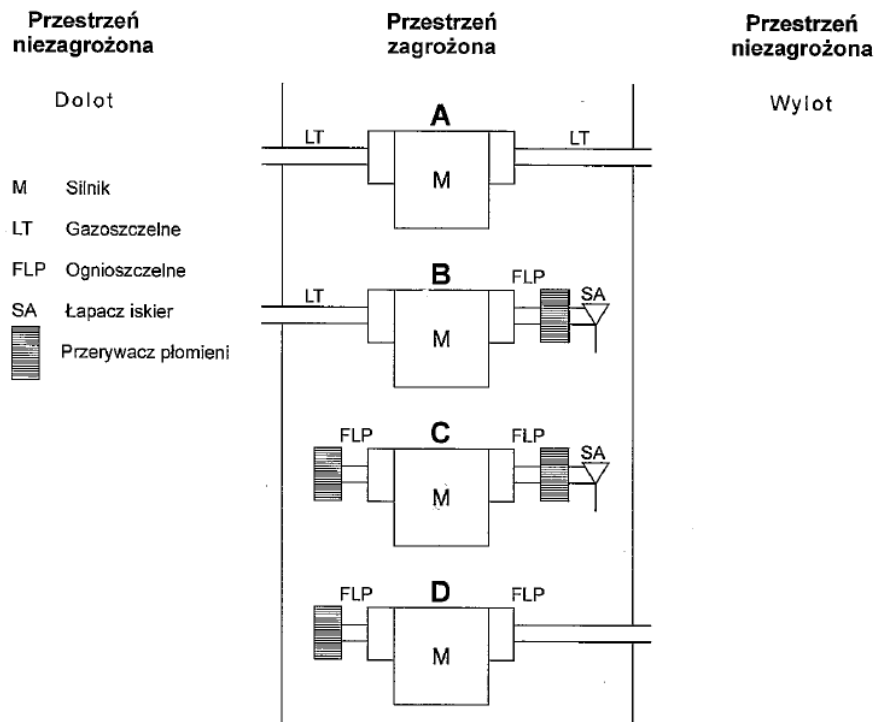 Przestrzeń
niezagrożona
Przestrzeń
zagrożona
Przestrzeń
niezagrożona
Dolot
Wylot
M Silnik
LT Gazoszczelne
FLP Ognioszczelne
SA Łapacz iskier
Przerywacz płomieni
A
LT
LT
M
B
LT
FLP
SA
M
C
FLP
FLP
SA
M
D
FLP
FLP
M